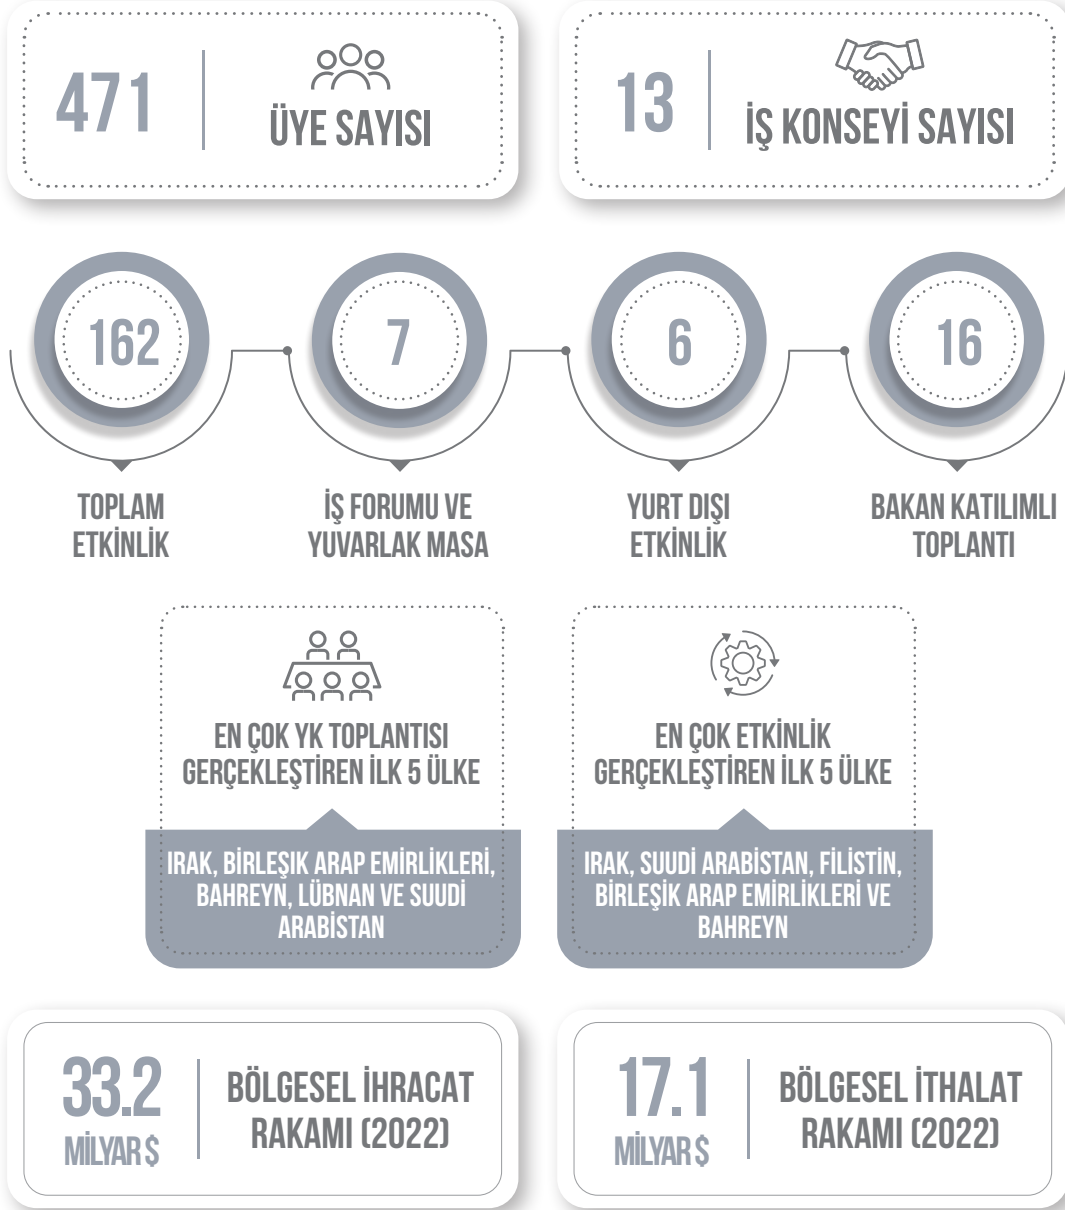 471
ÜYE SAYISI
13
İŞ KONSEYİ SAYISI
162
TOPLAM
ETKİNLİK
7
İŞ FORUMU VE
YUVARLAK MASA
6
YURT DIŞI
ETKİNLİK
16
BAKAN KATILIMLI
TOPLANTI
EN ÇOK YK TOPLANTISI
GERÇEKLEŞTİREN İLK 5 ÜLKE
IRAK, BİRLEŞIK ARAP EMİRLİKLERİ,
BAHREYN, LÜBNAN VE SUUDİ
ARABİSTAN
EN ÇOK ETKİNLİK
GERÇEKLEŞTİREN İLK 5 ÜLKE
IRAK, SUUDİ ARABİSTAN, FİLİSTİN,
BİRLEŞİK ARAP EMİRLİKLERİ VE
BAHREYN
33.2
MİLYAR $
BÖLGESEL İHRACAT
RAKAMI (2022)
17.1
MİLYAR $
BÖLGESEL İTHALAT
RAKAMI (2022)